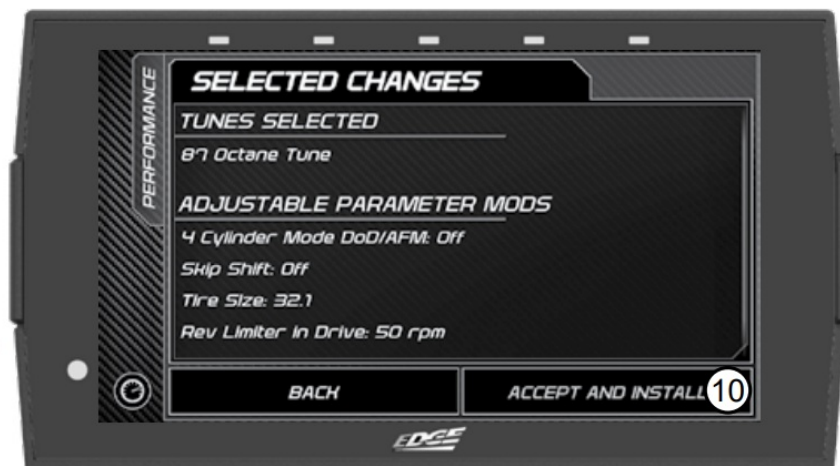 PERFORMANCE
SELECTED CHANGES
TUNES SELECTED
87 Octane Tune
ADJUSTABLE PARAMETER MODS
4 Cylinder Mode DoD/AFM: Off
Skip Shift: Off
Tire Size: 32.1
Rev Limiter In Drive: 50 rpm
BACK
ACCEPT AND INSTALL 10
EDGE